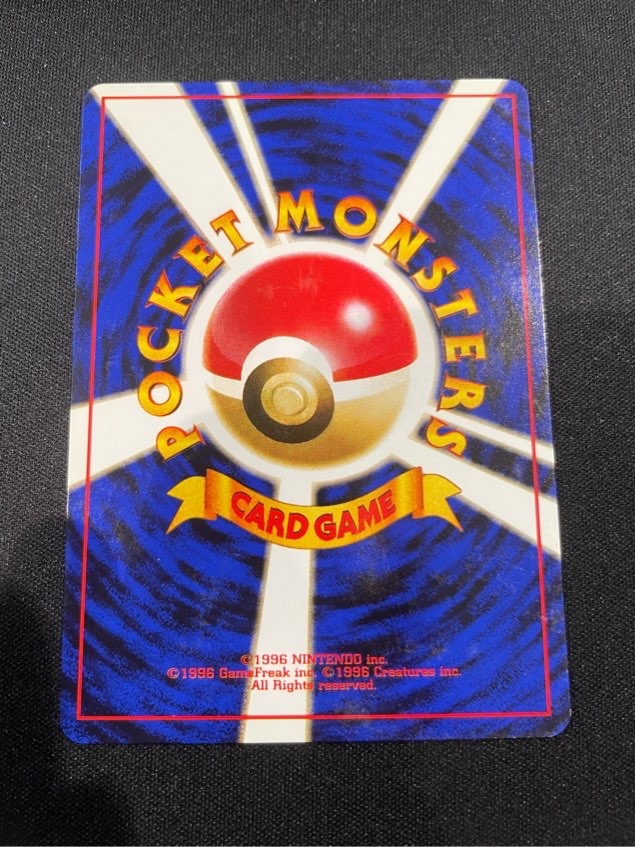 POCKET MONSTERS
CARD GAME
©1996 NINTENDO inc.
©1996 GameFreak inc. ©1996 Creatures inc.
All Rights reserved.